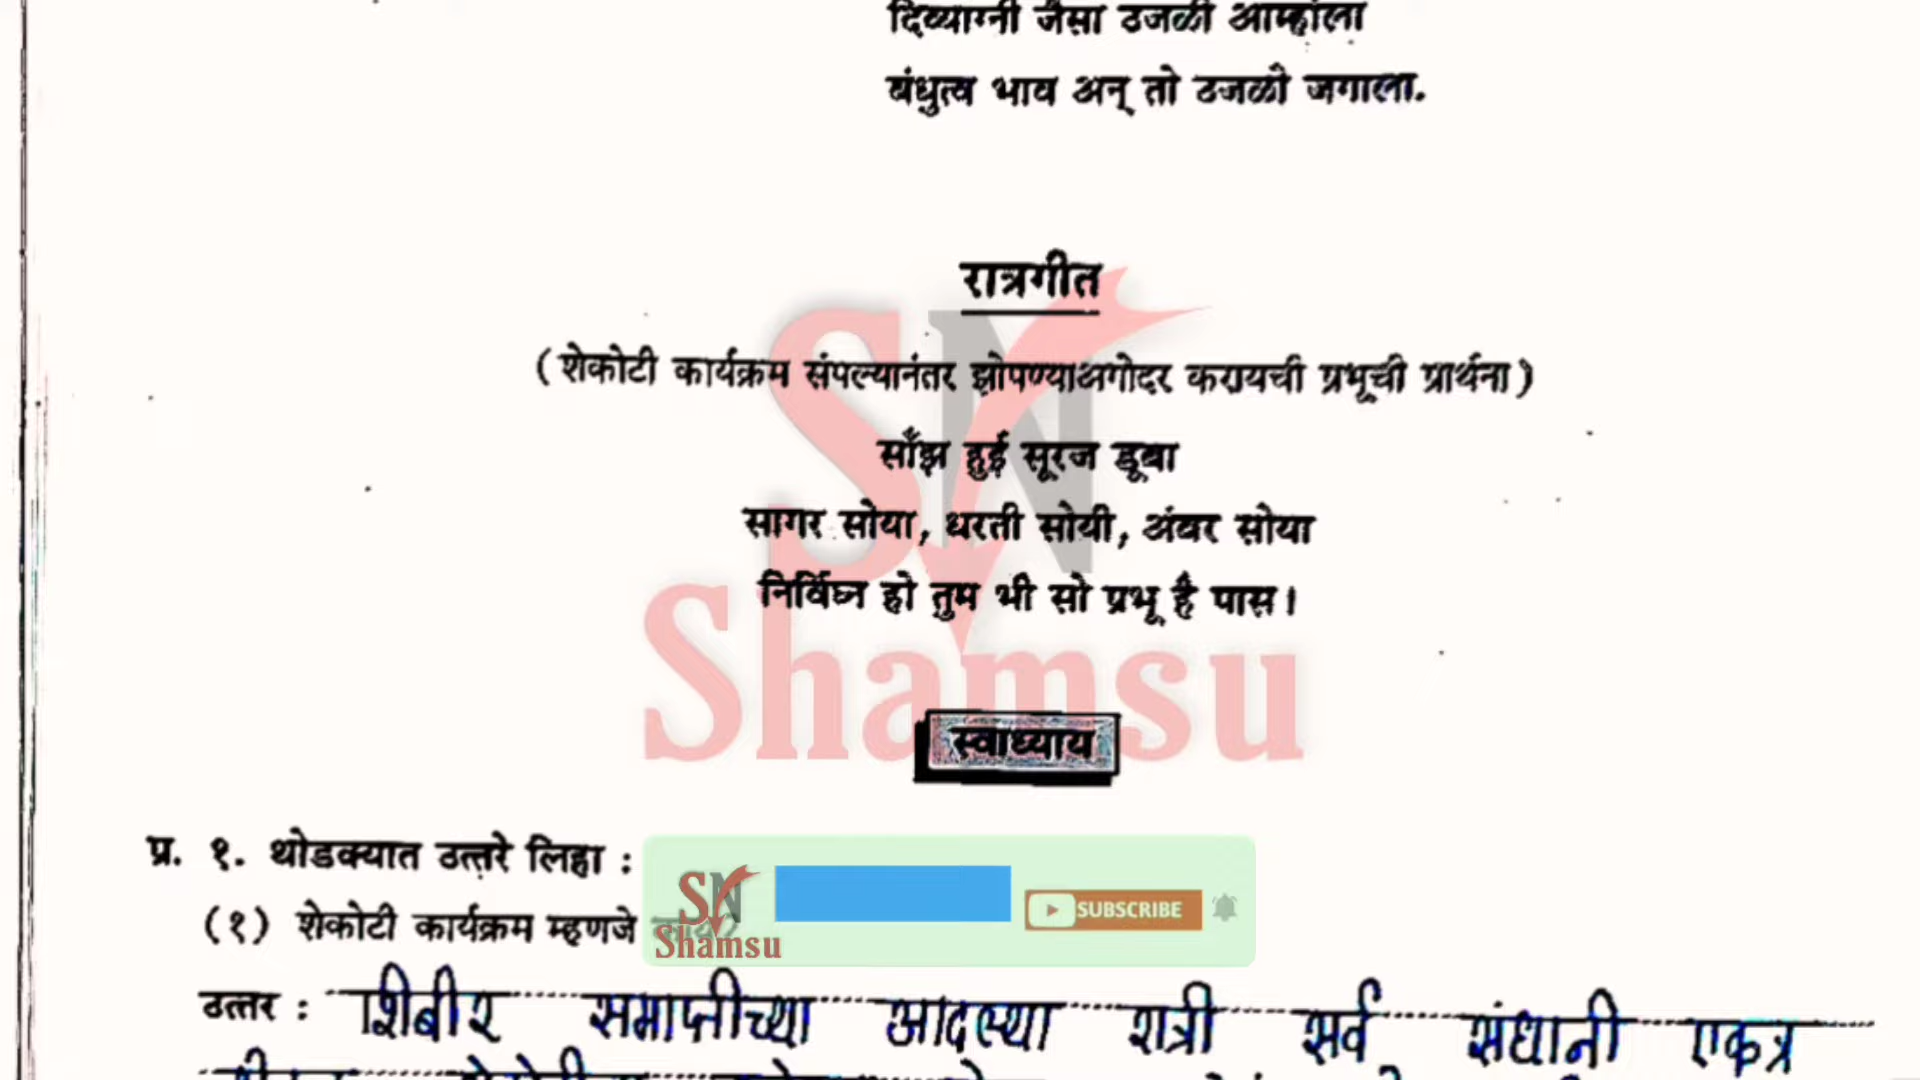 दिव्याग्नी जैसा उजळी आम्हांला
बंधुत्व भाव अन् तो उजळी जगाला.
रात्रगीत
(शेकोटी कार्यक्रम संपल्यानंतर झोपण्याअगोदर करायची प्रभूची प्रार्थना)
साँझ हुई सूरज डूबा
सागर सोया, धरती सोयी, अंबर सोया
निर्विघ्न हो तुम भी सो प्रभू है पास।
SN
Shamsu
स्वाध्याय
प्र. १. थोडक्यात उत्तरे लिहा :
(१) शेकोटी कार्यक्रम म्हणजे
SN
Shamsu
SUBSCRIBE
उत्तर : शिबीर समाप्तीच्या आदल्या रात्री सर्व संघानी एकत्र